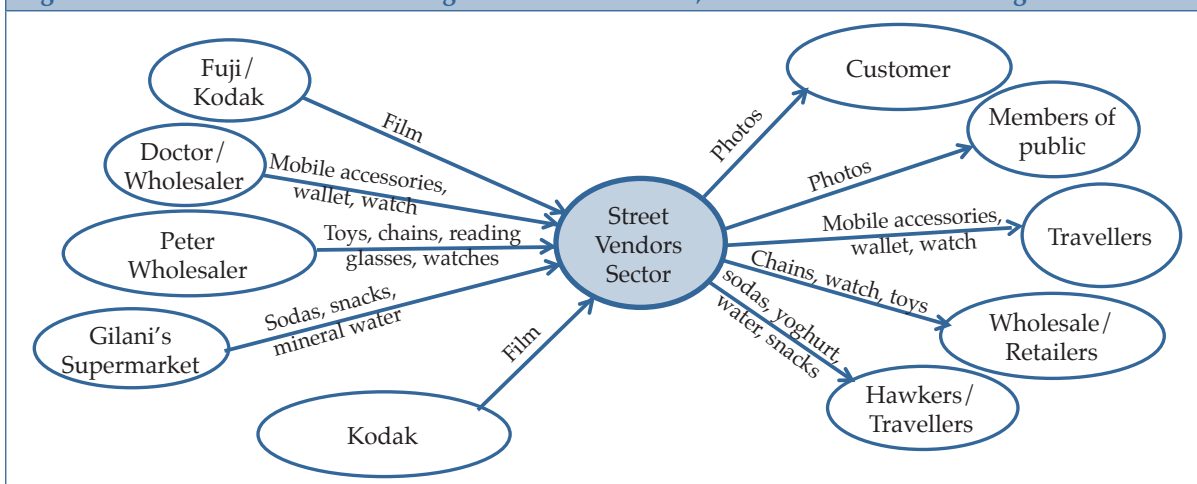 Fuji/
Kodak
Film
Doctor/
Wholesaler
Mobile accessories,
wallet, watch
Peter
Wholesaler
Toys, chains, reading
glasses, watches
Gilani's
Supermarket
Sodas, snacks,
mineral water
Kodak
Film
Street
Vendors
Sector
Photos
Customer
Photos
Members of
public
Mobile accessories,
wallet, watch
Travellers
Chains, watch, toys
Wholesale/
Retailers
sodas, yoghurt,
water, snacks
Hawkers/
Travellers